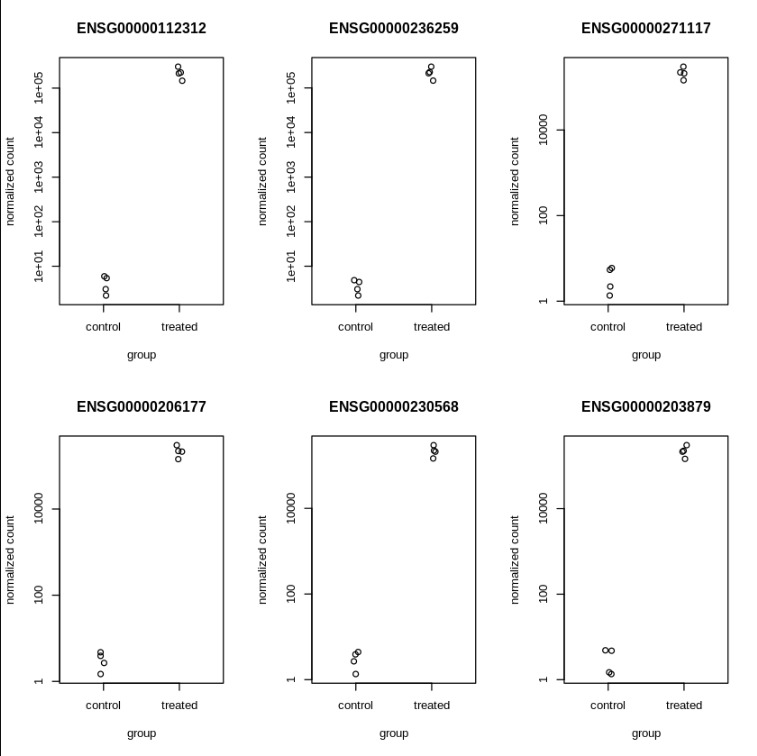 ENSG00000112312
normalized count
1e+05
1e+04
1e+03
1e+02
1e+01
control
treated
group
ENSG00000236259
normalized count
1e+05
1e+04
1e+03
1e+02
1e+01
control
treated
group
ENSG00000271117
normalized count
10000
100
1
control
treated
group
ENSG00000206177
normalized count
10000
100
1
control
treated
group
ENSG00000230568
normalized count
10000
100
1
control
treated
group
ENSG00000203879
normalized count
10000
100
1
control
treated
group